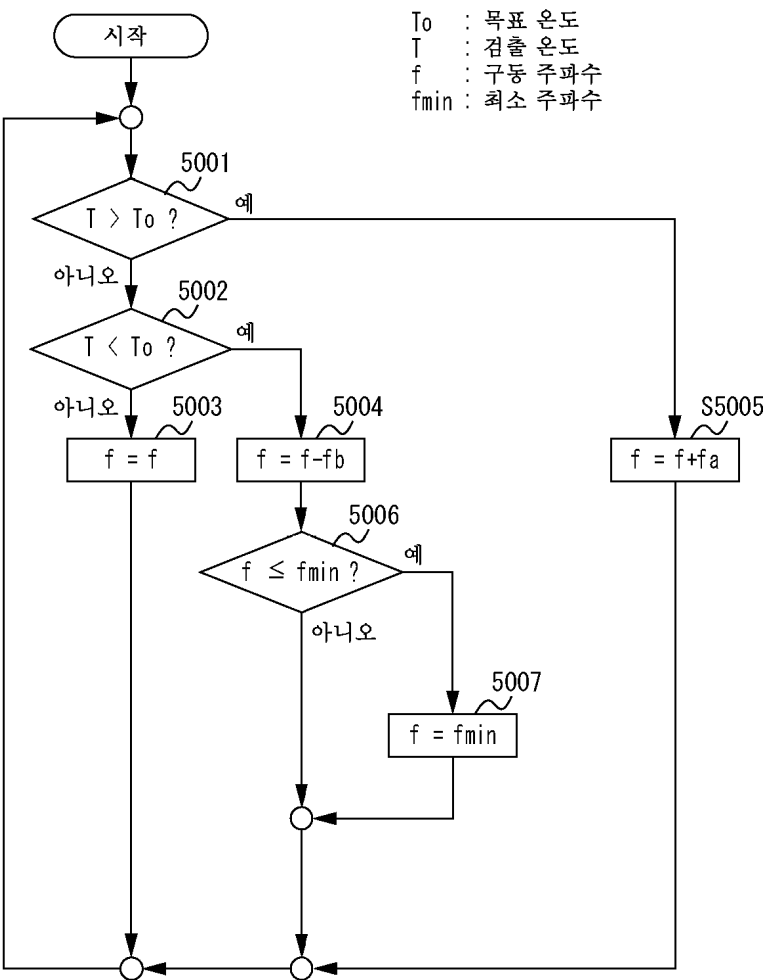 시작
To : 목표 온도
T : 검출 온도
f : 구동 주파수
fmin : 최소 주파수
5001
T > To ?
예
아니오
5002
T < To ?
예
아니오
5003
f = f
5004
f = f-fb
S5005
f = f+fa
5006
f ≤ fmin ?
예
아니오
5007
f = fmin